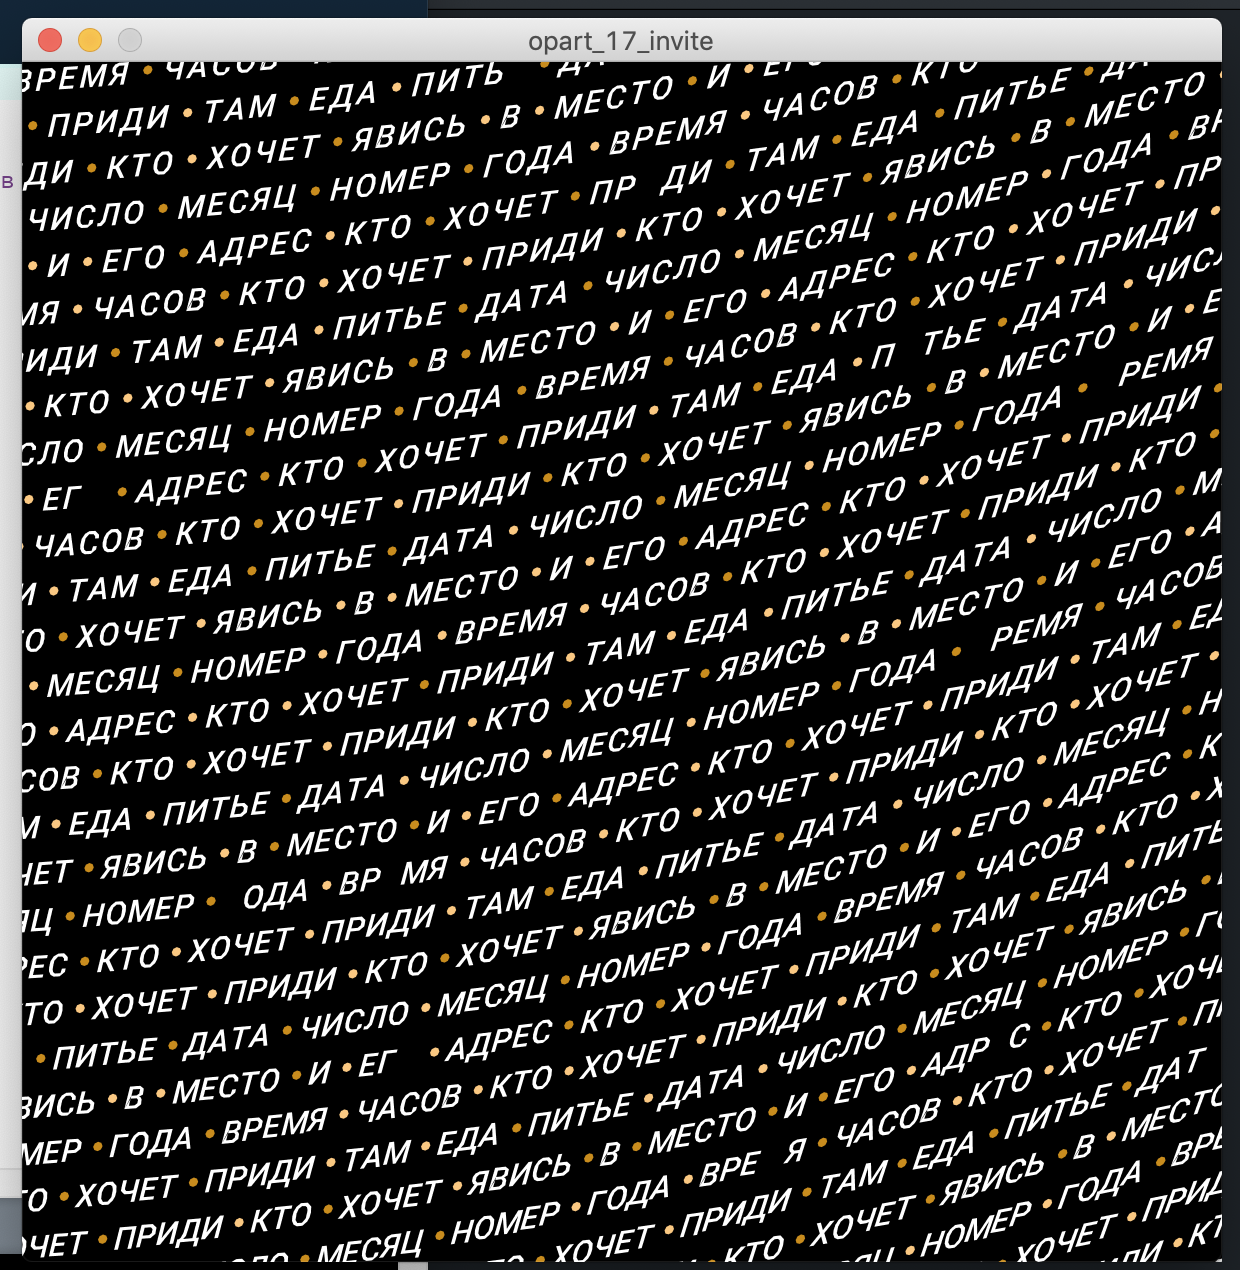 opart_17_invite
в
ВРЕМЯ • ЧАСОВ
• ПРИДИ • ТАМ • ЕДА • ПИТЬ • ДА
ДИ • КТО • ХОЧЕТ • ЯВИСЬ • В • МЕСТО • И • ЕГО
ЧИСЛО • МЕСЯЦ • НОМЕР • ГОДА • ВРЕМЯ • ЧАСОВ • КТО
• И • ЕГО • АДРЕС • КТО • ХОЧЕТ • ПР ДИ • ТАМ • ЕДА • ПИТЬЕ • ДА
МЯ • ЧАСОВ • КТО • ХОЧЕТ • ПРИДИ • КТО • ХОЧЕТ • ЯВИСЬ • В • МЕСТО •
ИДИ • ТАМ • ЕДА • ПИТЬЕ • ДАТА • ЧИСЛО • МЕСЯЦ • НОМЕР • ГОДА • ВР
• КТО • ХОЧЕТ • ЯВИСЬ • В • МЕСТО • И • ЕГО • АДРЕС • КТО • ХОЧЕТ • ПР
СЛО • МЕСЯЦ • НОМЕР • ГОДА • ВРЕМЯ • ЧАСОВ • КТО • ХОЧЕТ • ПРИДИ •
• ЕГ • АДРЕС • КТО • ХОЧЕТ • ПРИДИ • ТАМ • ЕДА • П ТЬЕ • ДАТА • ЧИСЛ
• ЧАСОВ • КТО • ХОЧЕТ • ПРИДИ • КТО • ХОЧЕТ • ЯВИСЬ • В • МЕСТО • И • Е
И • ТАМ • ЕДА • ПИТЬЕ • ДАТА • ЧИСЛО • МЕСЯЦ • НОМЕР • ГОДА • РЕМЯ
О • ХОЧЕТ • ЯВИСЬ • В • МЕСТО • И • ЕГО • АДРЕС • КТО • ХОЧЕТ • ПРИДИ •
• МЕСЯЦ • НОМЕР • ГОДА • ВРЕМЯ • ЧАСОВ • КТО • ХОЧЕТ • ПРИДИ • КТО •
О • АДРЕС • КТО • ХОЧЕТ • ПРИДИ • ТАМ • ЕДА • ПИТЬЕ • ДАТА • ЧИСЛО • М
СОВ • КТО • ХОЧЕТ • ПРИДИ • КТО • ХОЧЕТ • ЯВИСЬ • В • МЕСТО • И • ЕГО • А
М • ЕДА • ПИТЬЕ • ДАТА • ЧИСЛО • МЕСЯЦ • НОМЕР • ГОДА • РЕМЯ • ЧАСОВ
ЧЕТ • ЯВИСЬ • В • МЕСТО • И • ЕГО • АДРЕС • КТО • ХОЧЕТ • ПРИДИ • ТАМ • ЕД
ЯЦ • НОМЕР • ОДА • ВР МЯ • ЧАСОВ • КТО • ХОЧЕТ • ПРИДИ • КТО • ХОЧЕТ •
РЕС • КТО • ХОЧЕТ • ПРИДИ • ТАМ • ЕДА • ПИТЬЕ • ДАТА • ЧИСЛО • МЕСЯЦ • Н
ТО • ХОЧЕТ • ПРИДИ • КТО • ХОЧЕТ • ЯВИСЬ • В • МЕСТО • И • ЕГО • АДРЕС • К
• ПИТЬЕ • ДАТА • ЧИСЛО • МЕСЯЦ • НОМЕР • ГОДА • ВРЕМЯ • ЧАСОВ • КТО • Х
ВИСЬ • В • МЕСТО • И • ЕГ • АДРЕС • КТО • ХОЧЕТ • ПРИДИ • ТАМ • ЕДА • ПИТЬ
МЕР • ГОДА • ВРЕМЯ • ЧАСОВ • КТО • ХОЧЕТ • ПРИДИ • КТО • ХОЧЕТ • ЯВИСЬ •
О • ХОЧЕТ • ПРИДИ • ТАМ • ЕДА • ПИТЬЕ • ДАТА • ЧИСЛО • МЕСЯЦ • НОМЕР • ГО
ОЧЕТ • ПРИДИ • КТО • ХОЧЕТ • ЯВИСЬ • В • МЕСТО • И • ЕГО • АДР С • КТО • ХОЧ
ЛО • МЕСЯЦ • НОМЕР • ГОДА • ВРЕ Я • ЧАСОВ • КТО • ХОЧЕТ • П
ТО • ХОЧЕТ • ПРИДИ • ТАМ • ЕДА • ПИТЬЕ • ДАТ
КТО • ХОЧЕТ • ЯВИСЬ • В • МЕСТО
Ц • НОМЕР • ГОДА • ВРЕ
• ХОЧЕТ • ПРИД
ДИ • КТ